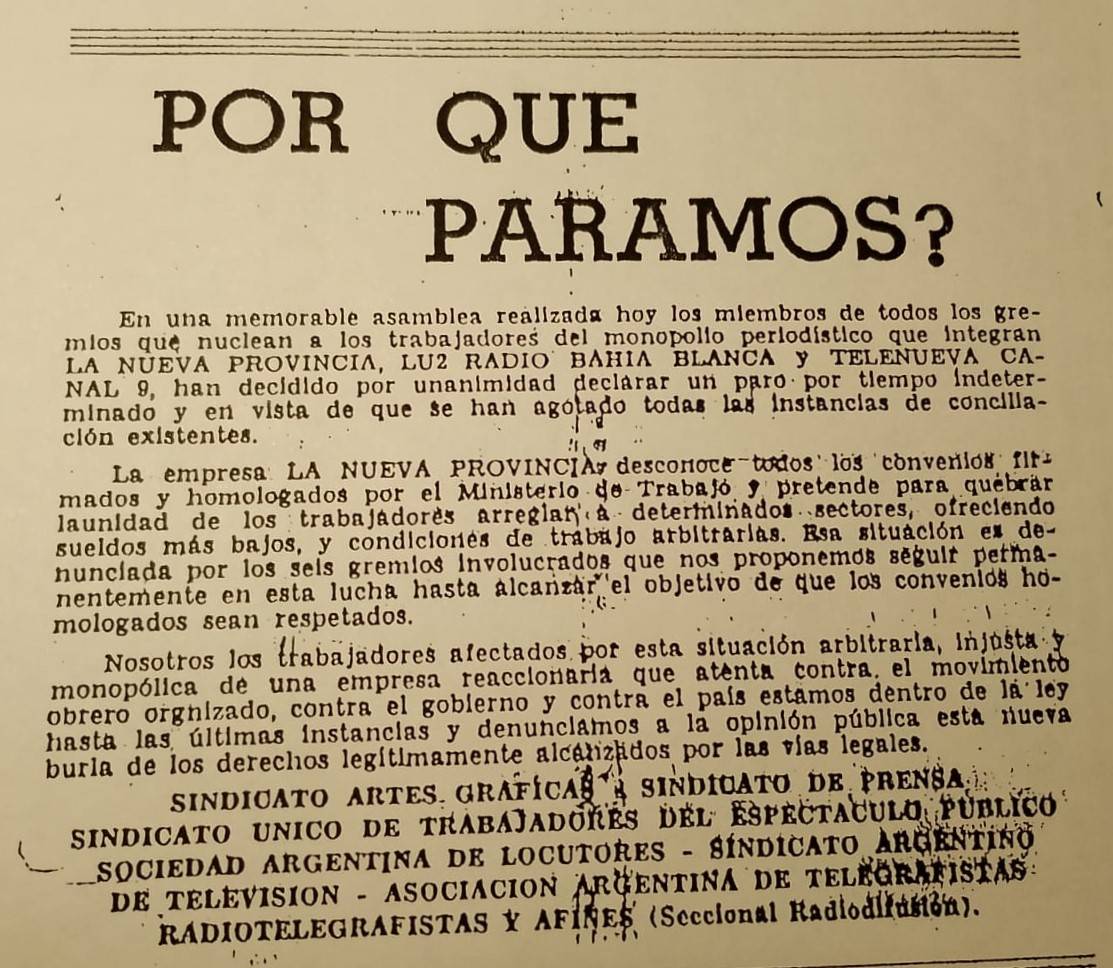 POR QUE
PARAMOS?
En una memorable asamblea realizada hoy los miembros de todos los gre-
mios que nuclean a los trabajadores del monopolio periodístico que integran
LA NUEVA PROVINCIA, LU2 RADIO BAHIA BLANCA y TELENUEVA CA-
NAL 9, han decidido por unanimidad declarar un paro por tiempo indeter-
minado y en vista de que se han agotado todas las instancias de concilia-
ción existentes.
La empresa LA NUEVA PROVINCIA, desconoce todos los convenios fir-
mados y homologados por el Ministerio de Trabajo y pretende para quebrar
launidad de los trabajadores arreglar a determinados sectores, ofreciendo
sueldos más bajos, y condiciones de trabajo arbitrarias. Esa situación es de-
nunciada por los seis gremios involucrados que nos proponemos seguir perma-
nentemente en esta lucha hasta alcanzar el objetivo de que los convenios ho-
mologados sean respetados.
Nosotros los trabajadores afectados por esta situación arbitraria, injusta y
monopólica de una empresa reaccionaria que atenta contra el movimiento
obrero orgnizado, contra el gobierno y contra el país estamos dentro de la ley
hasta las últimas instancias y denunciamos a la opinión pública esta nueva
burla de los derechos legítimamente alcanzados por las vías legales.
SINDICATO ARTES GRAFICAS SINDICATO DE PRENSA
SINDICATO UNICO DE TRABAJADORES DEL ESPECTACULO PUBLICO
SOCIEDAD ARGENTINA DE LOCUTORES - SINDICATO ARGENTINO
DE TELEVISION - ASOCIACION ARGENTINA DE TELEGRAFISTAS
RADIOTELEGRAFISTAS Y AFINES (Seccional Radiodifusión).